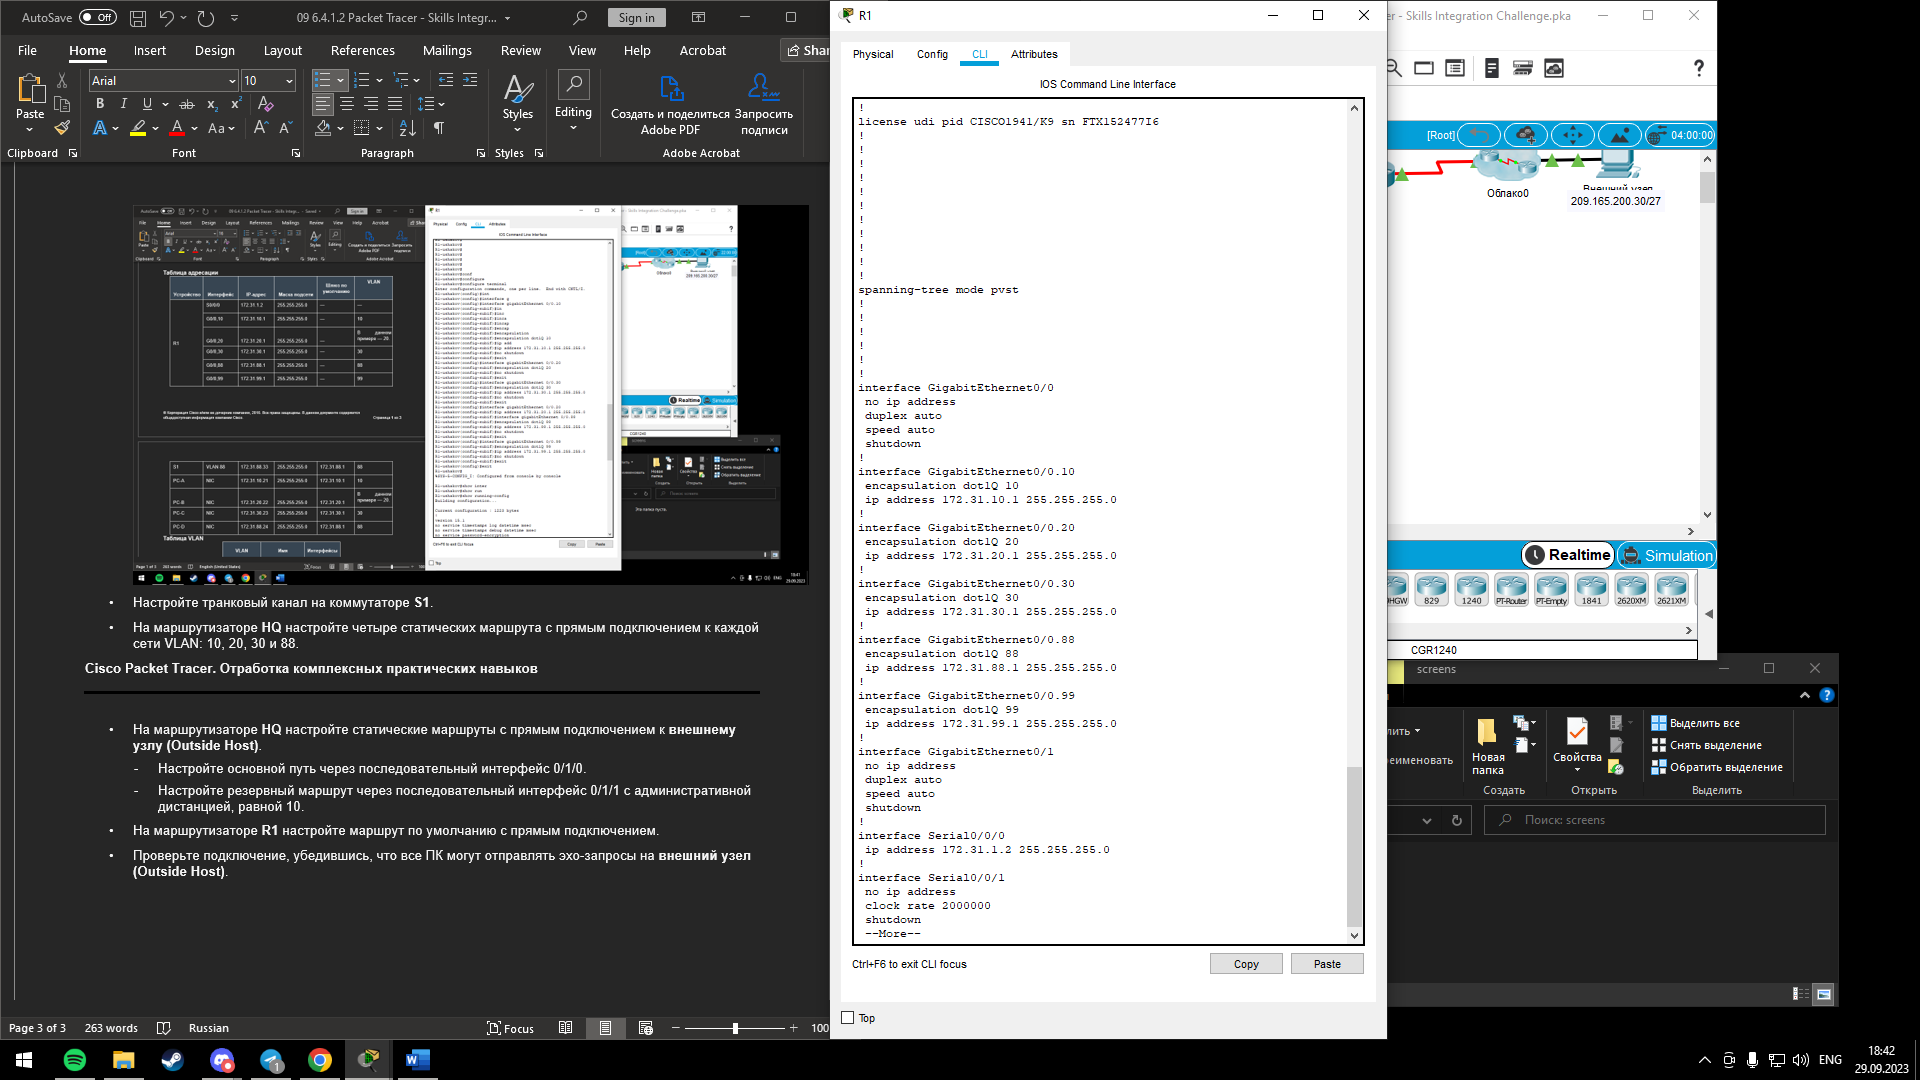 AutoSave Off 09 6.4.1.2 Packet Tracer - Skills Integr... Sign in
File Home Insert Design Layout References Mailings Review View Help Acrobat Shar
Paste
Clipboard
Arial 10
Font
Paragraph
Styles
Styles
Editing
Создать и поделиться Adobe PDF
Запросить подписи
Adobe Acrobat
Таблица адресации
• Настройте транковый канал на коммутаторе S1.
• На маршрутизаторе HQ настройте четыре статических маршрута с прямым подключением к каждой
сети VLAN: 10, 20, 30 и 88.
Cisco Packet Tracer. Отработка комплексных практических навыков
• На маршрутизаторе HQ настройте статические маршруты с прямым подключением к внешнему
узлу (Outside Host).
- Настройте основной путь через последовательный интерфейс 0/1/0.
- Настройте резервный маршрут через последовательный интерфейс 0/1/1 с административной
дистанцией, равной 10.
• На маршрутизаторе R1 настройте маршрут по умолчанию с прямым подключением.
• Проверьте подключение, убедившись, что все ПК могут отправлять эхо-запросы на внешний узел
(Outside Host).
Page 3 of 3 263 words Russian Focus 100
R1
Physical Config CLI Attributes
IOS Command Line Interface
!
license udi pid CISCO1941/K9 sn FTX152477I6
!
!
!
!
!
!
!
!
!
!
!
spanning-tree mode pvst
!
!
!
!
!
!
interface GigabitEthernet0/0
no ip address
duplex auto
speed auto
shutdown
!
interface GigabitEthernet0/0.10
encapsulation dot1Q 10
ip address 172.31.10.1 255.255.255.0
!
interface GigabitEthernet0/0.20
encapsulation dot1Q 20
ip address 172.31.20.1 255.255.255.0
!
interface GigabitEthernet0/0.30
encapsulation dot1Q 30
ip address 172.31.30.1 255.255.255.0
!
interface GigabitEthernet0/0.88
encapsulation dot1Q 88
ip address 172.31.88.1 255.255.255.0
!
interface GigabitEthernet0/0.99
encapsulation dot1Q 99
ip address 172.31.99.1 255.255.255.0
!
interface GigabitEthernet0/1
no ip address
duplex auto
speed auto
shutdown
!
interface Serial0/0/0
ip address 172.31.1.2 255.255.255.0
!
interface Serial0/0/1
no ip address
clock rate 2000000
shutdown
--More--
Ctrl+F6 to exit CLI focus Copy Paste
Top
er - Skills Integration Challenge.pka
[Root] 04:00:00
Облако0
Внешний узел
209.165.200.30/27
Realtime Simulation
HGW 829 1240 PT-Router PT-Empty 1841 2620XM 2621XM
CGR1240
screens
Новая папка
Создать
Свойства
Открыть
Выделить все
Снять выделение
Обратить выделение
Выделить
еименовать
Поиск: screens
ENG
18:42
29.09.2023